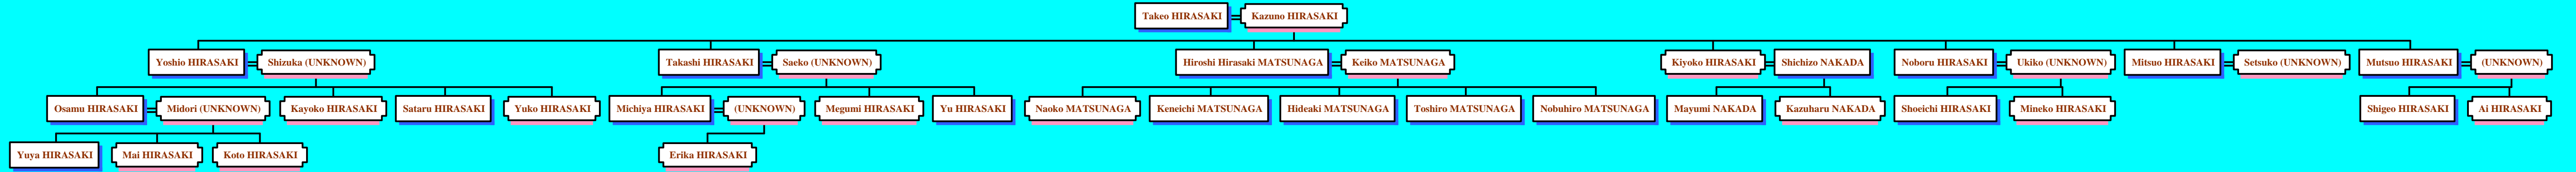 Takeo HIRASAKI
Kazuno HIRASAKI
Yoshio HIRASAKI
Shizuka (UNKNOWN)
Takashi HIRASAKI
Saeko (UNKNOWN)
Hiroshi Hirasaki MATSUNAGA
Keiko MATSUNAGA
Kiyoko HIRASAKI
Shichizo NAKADA
Noboru HIRASAKI
Ukiko (UNKNOWN)
Mitsuo HIRASAKI
Setsuko (UNKNOWN)
Mutsuo HIRASAKI
(UNKNOWN)
Osamu HIRASAKI
Midori (UNKNOWN)
Kayoko HIRASAKI
Sataru HIRASAKI
Yuko HIRASAKI
Michiya HIRASAKI
(UNKNOWN)
Megumi HIRASAKI
Yu HIRASAKI
Naoko MATSUNAGA
Keneichi MATSUNAGA
Hideaki MATSUNAGA
Toshiro MATSUNAGA
Nobuhiro MATSUNAGA
Mayumi NAKADA
Kazuharu NAKADA
Shoeichi HIRASAKI
Mineko HIRASAKI
Shigeo HIRASAKI
Ai HIRASAKI
Yuya HIRASAKI
Mai HIRASAKI
Koto HIRASAKI
Erika HIRASAKI